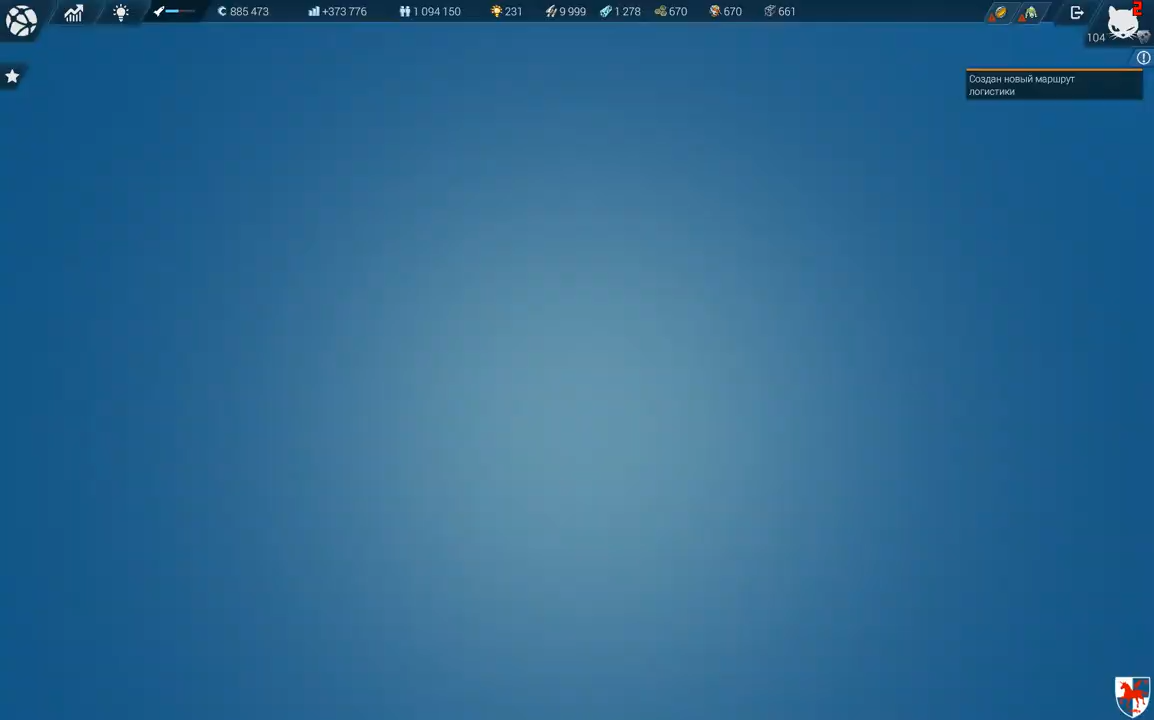 885 473 +373 776 1 094 150 231 9 999 1 278 670 670 661
2
104
Создан новый маршрут
логистики